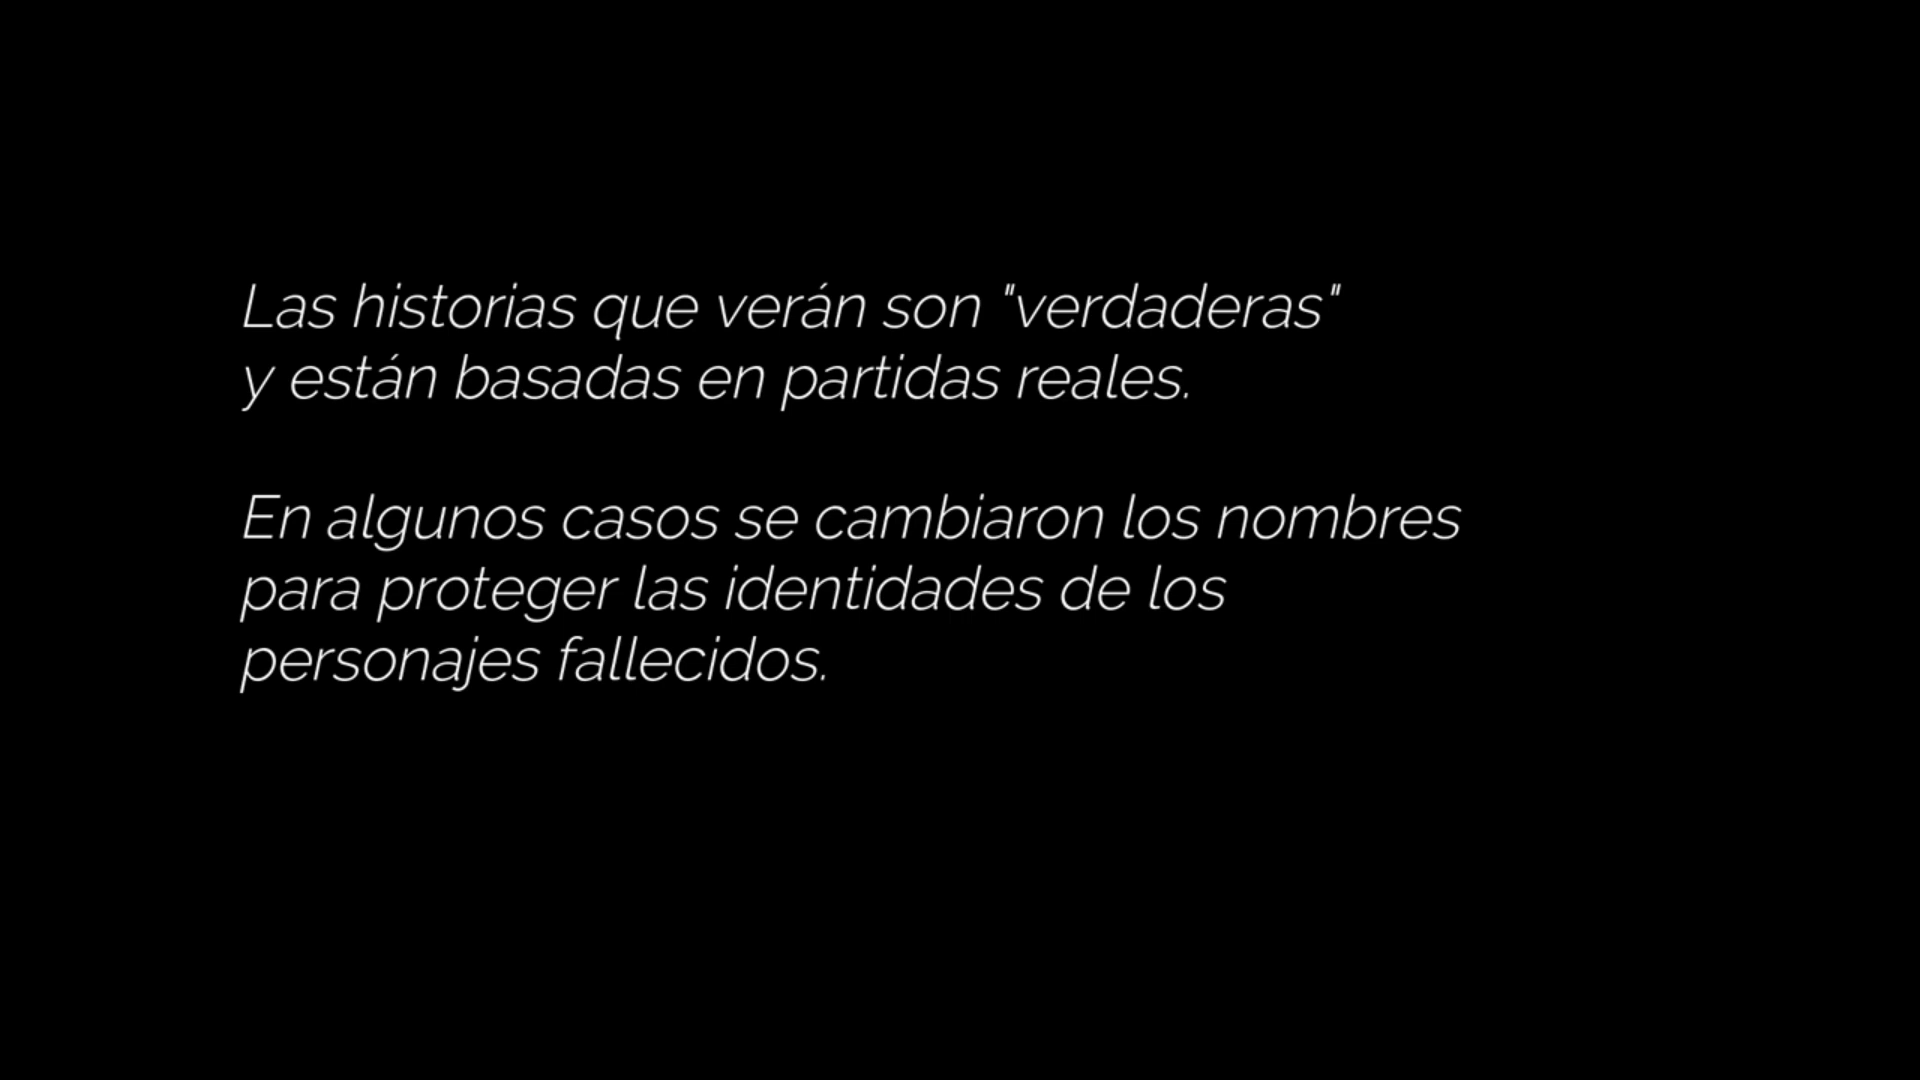 Las historias que verán son "verdaderas"
y están basadas en partidas reales.
En algunos casos se cambiaron los nombres
para proteger las identidades de los
personajes fallecidos.